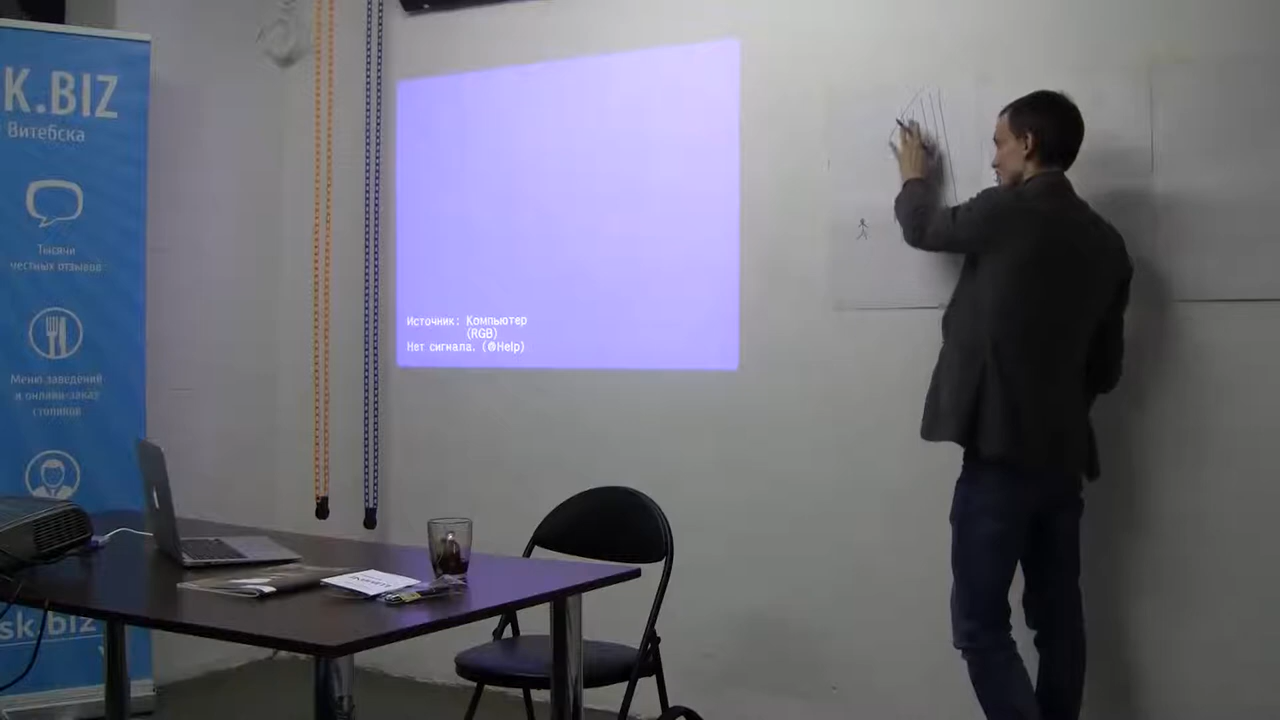 K.BIZ
Витебска
Тысячи
честных отзывов
Меню заведений
и онлайн-заказ
столиков
sk.biz
Источник: Компьютер
(RGB)
Нет сигнала. (@Help)